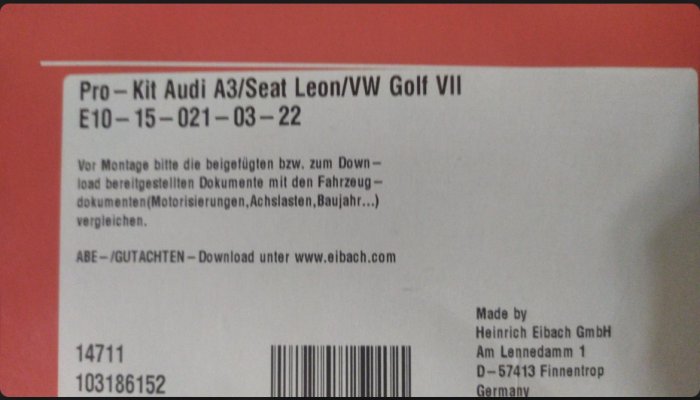 Pro-Kit Audi A3/Seat Leon/VW Golf VII
E10-15-021-03-22
Vor Montage bitte die beigefügten bzw. zum Down-
load bereitgestellten Dokumente mit den Fahrzeug-
dokumenten(Motorisierungen,Achslasten,Baujahr...)
vergleichen.
ABE-/GUTACHTEN-Download unter www.eibach.com
Made by
Heinrich Eibach GmbH
Am Lennedamm 1
D-57413 Finnentrop
Germany
14711
103186152